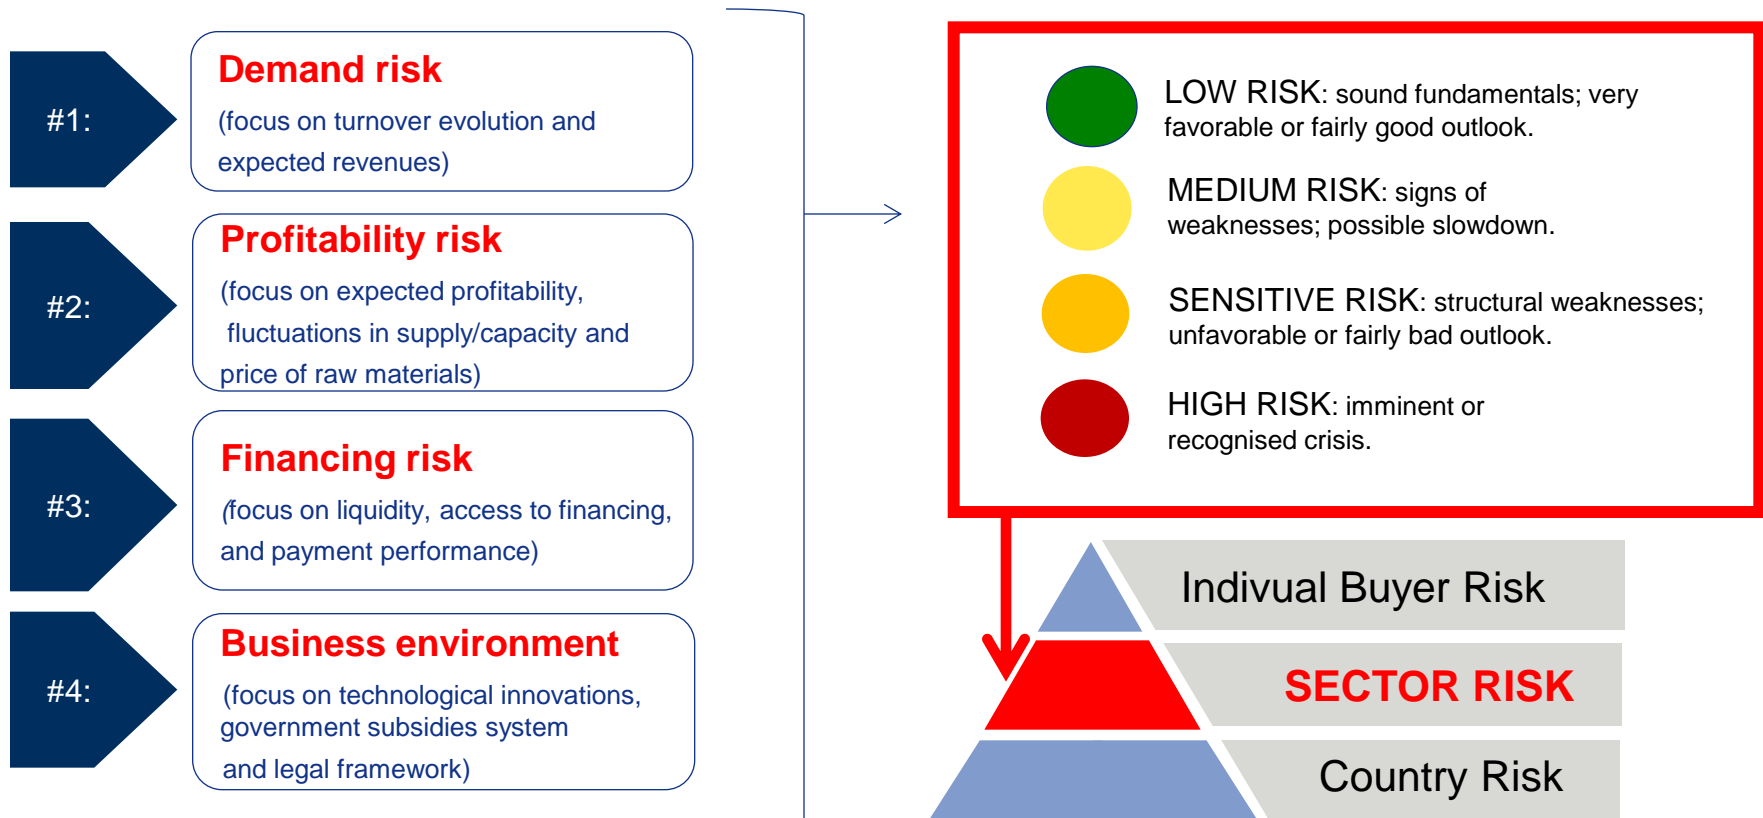 #1:
Demand risk
(focus on turnover evolution and
expected revenues)
#2:
Profitability risk
(focus on expected profitability,
fluctuations in supply/capacity and
price of raw materials)
#3:
Financing risk
(focus on liquidity, access to financing,
and payment performance)
#4:
Business environment
(focus on technological innovations,
government subsidies system
and legal framework)
LOW RISK: sound fundamentals; very
favorable or fairly good outlook.
MEDIUM RISK: signs of
weaknesses; possible slowdown.
SENSITIVE RISK: structural weaknesses;
unfavorable or fairly bad outlook.
HIGH RISK: imminent or
recognised crisis.
Indivual Buyer Risk
SECTOR RISK
Country Risk